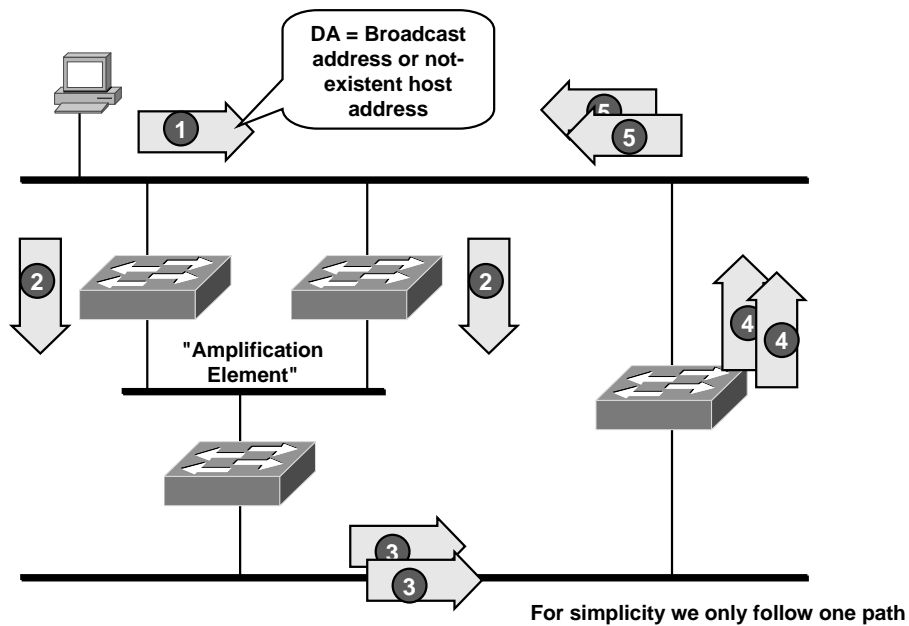 DA = Broadcast
address or not-
existent host
address
1
5
5
2
2
4
4
"Amplification
Element"
3
3
For simplicity we only follow one path